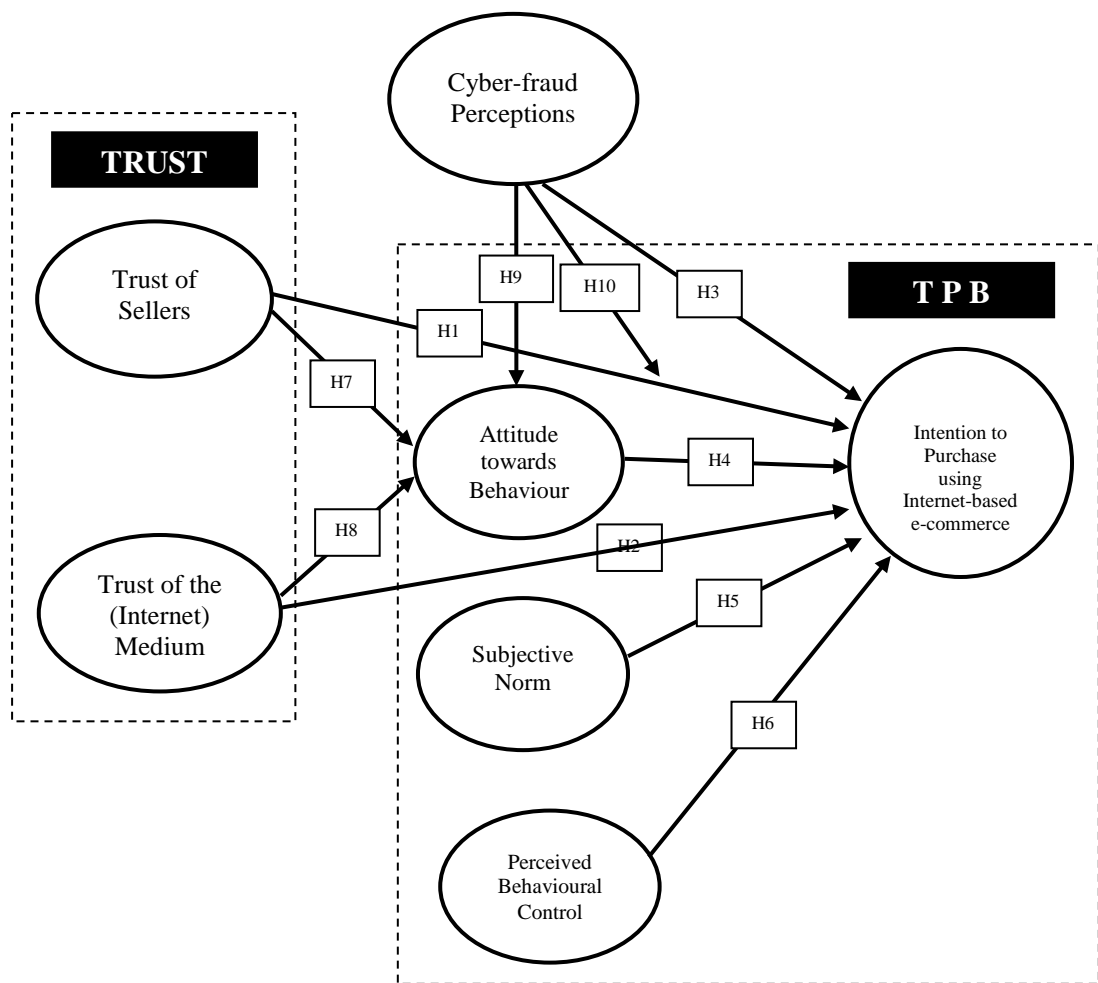 Cyber-fraud
Perceptions
TRUST
Trust of
Sellers
H9
H10
H3
T P B
H1
H7
Attitude
towards
Behaviour
H4
Intention to
Purchase
using
Internet-based
e-commerce
H8
H2
Trust of the
(Internet)
Medium
H5
Subjective
Norm
H6
Perceived
Behavioural
Control